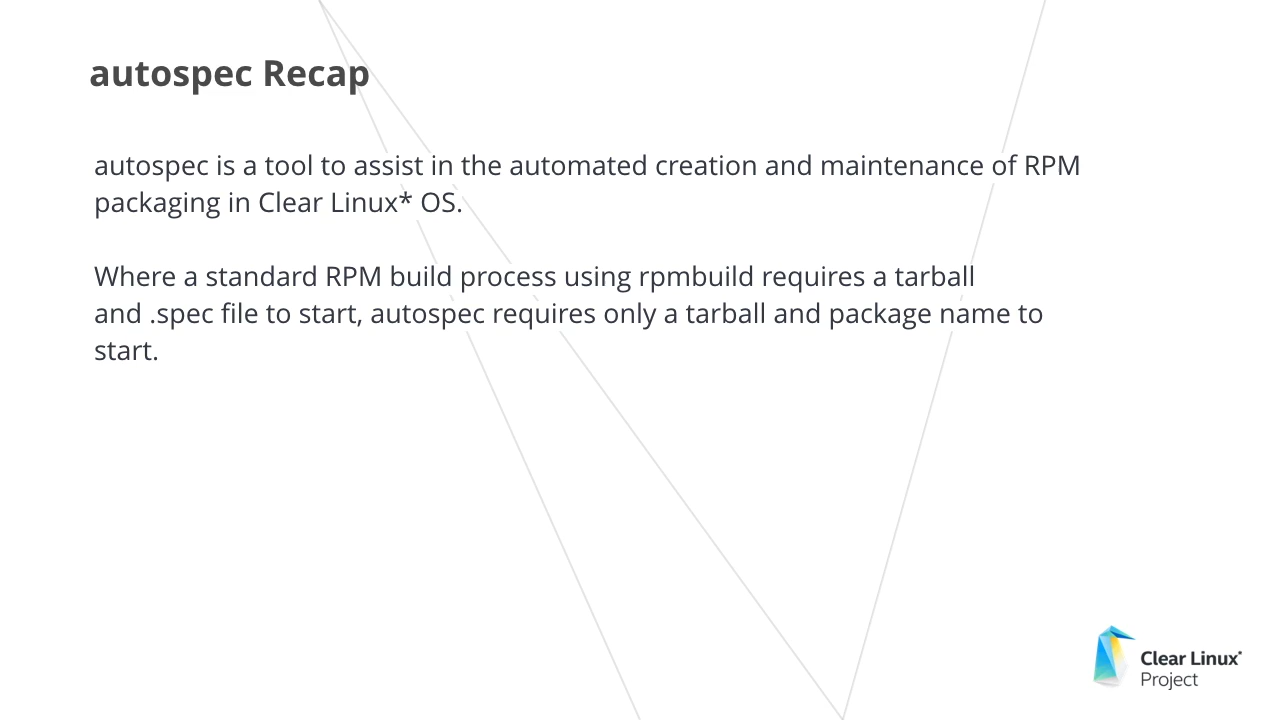 autospec Recap
autospec is a tool to assist in the automated creation and maintenance of RPM
packaging in Clear Linux* OS.
Where a standard RPM build process using rpmbuild requires a tarball
and .spec file to start, autospec requires only a tarball and package name to
start.
Clear Linux*
Project